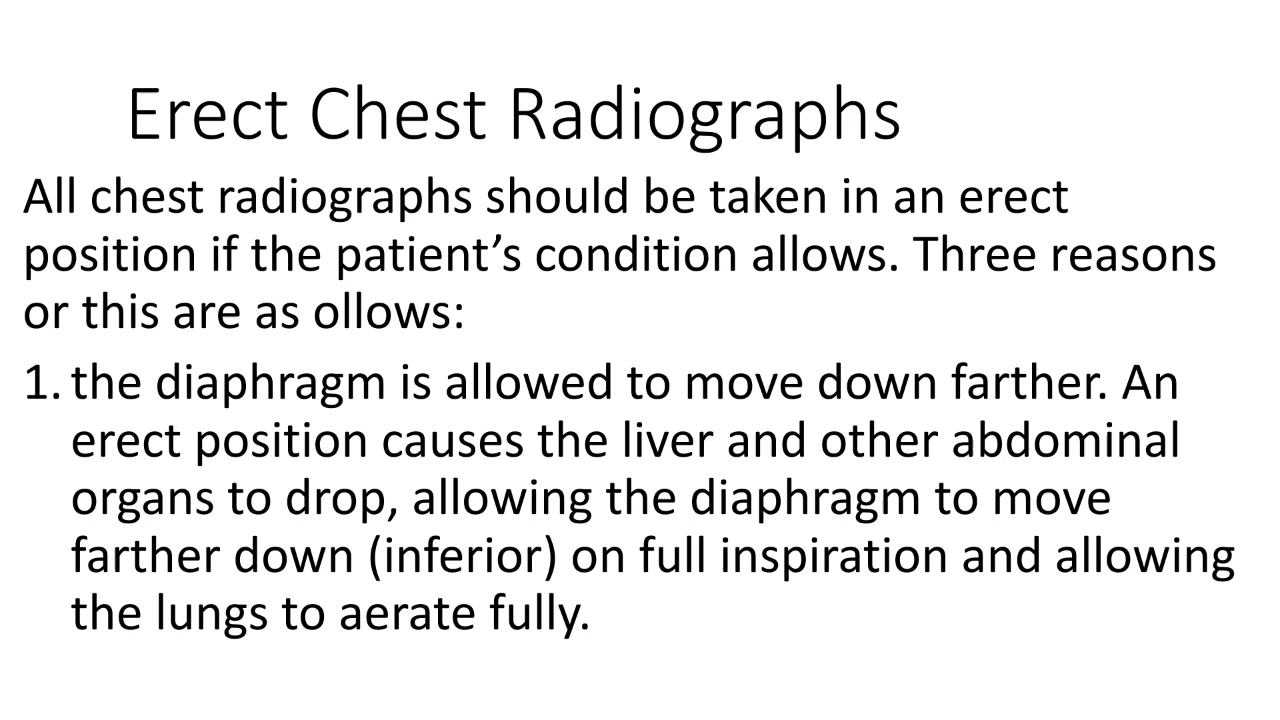 Erect Chest Radiographs
All chest radiographs should be taken in an erect
position if the patient’s condition allows. Three reasons
or this are as ollows:
1. the diaphragm is allowed to move down farther. An
erect position causes the liver and other abdominal
organs to drop, allowing the diaphragm to move
farther down (inferior) on full inspiration and allowing
the lungs to aerate fully.